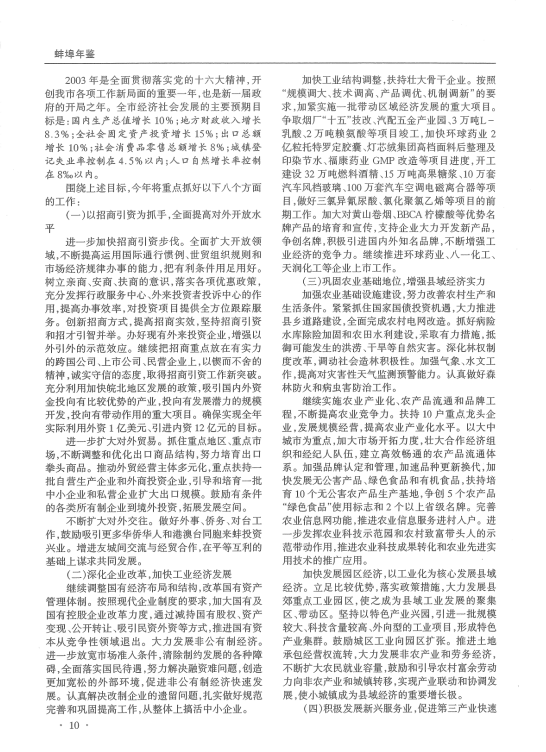 蚌埠年鉴
2003 年是全面贯彻落实党的十六大精神,开
创我市各项工作新局面的重要一年,也是新一届政
府的开局之年。全市经济社会发展的主要预期目
标是:国内生产总值增长 10%;地方财政收入增长
8.3%;全社会固定资产投资增长 15%;出口总额
增长 10%;社会消费品零售总额增长 8%;城镇登
记失业率控制在 4.5%以内;人口自然增长率控制
在 8‰以内。
围绕上述目标,今年将重点抓好以下八个方面
的工作:
(一)以招商引资为抓手,全面提高对外开放水
平
进一步加快招商引资步伐。全面扩大开放领
域,不断提高运用国际通行惯例、世贸组织规则和
市场经济规律办事的能力,把有利条件用足用好。
树立亲商、安商、扶商的意识,落实各项优惠政策,
充分发挥行政服务中心、外来投资者投诉中心的作
用,提高办事效率,对投资项目提供全方位跟踪服
务。创新招商方式,提高招商实效,坚持招商引资
和招才引智并举。办好现有外来投资企业,增强以
外引外的示范效应。继续把招商重点放在有实力
的跨国公司、上市公司、民营企业上,以锲而不舍的
精神,诚实守信的态度,取得招商引资工作新突破。
充分利用加快皖北地区发展的政策,吸引国内外资
金投向有比较优势的产业,投向有发展潜力的规模
开发,投向有带动作用的重大项目。确保实现全年
实际利用外资 1 亿美元、引进内资 12 亿元的目标。
进一步扩大对外贸易。抓住重点地区、重点市
场,不断调整和优化出口商品结构,努力培育出口
拳头商品。推动外贸经营主体多元化,重点扶持一
批自营生产企业和外商投资企业,引导和培育一批
中小企业和私营企业扩大出口规模。鼓励有条件
的各类所有制企业到境外投资,拓展发展空间。
不断扩大对外交往。做好外事、侨务、对台工
作,鼓励吸引更多华侨华人和港澳台同胞来蚌投资
兴业。增进友城间交流与经贸合作,在平等互利的
基础上谋求共同发展。
(二)深化企业改革,加快工业经济发展
继续调整国有经济布局和结构,改革国有资产
管理体制。按照现代企业制度的要求,加大国有及
国有控股企业改革力度,通过减持国有股权、资产
变现、公开转让、吸引民资外资等方式,推进国有资
本从竞争性领域退出。大力发展非公有制经济。
进一步放宽市场准入条件,清除制约发展的各种障
碍,全面落实国民待遇,努力解决融资难问题,创造
更加宽松的外部环境,促进非公有制经济快速发
展。认真解决改制企业的遗留问题,扎实做好规范
完善和巩固提高工作,从整体上搞活中小企业。
加快工业结构调整,扶持壮大骨干企业。按照
“规模调大、技术调高、产品调优、机制调新”的要
求,加紧实施一批带动区域经济发展的重大项目。
争取烟厂“十五”技改、汽配五金产业园、3 万吨L－
乳酸、2 万吨赖氨酸等项目竣工,加快环球药业 2
亿粒托特罗定胶囊、灯芯绒集团高档面料后整理及
印染节水、福康药业 GMP 改造等项目进度,开工
建设 32 万吨燃料酒精、15 万吨高果糖浆、10 万套
汽车风档玻璃、100 万套汽车空调电磁离合器等项
目,做好三氯异氰尿酸、氯化聚氯乙烯等项目的前
期工作。加大对黄山卷烟、BBCA 柠檬酸等优势名
牌产品的培育和宣传,支持企业大力开发新产品,
争创名牌,积极引进国内外知名品牌,不断增强工
业经济的竞争力。继续推进环球药业、八一化工、
天润化工等企业上市工作。
(三)巩固农业基础地位,增强县域经济实力
加强农业基础设施建设,努力改善农村生产和
生活条件。紧紧抓住国家国债投资机遇,大力推进
县乡道路建设,全面完成农村电网改造。抓好病险
水库除险加固和农田水利建设,采取有力措施,抵
御可能发生的洪涝、干旱等自然灾害。深化林权制
度改革,调动社会造林积极性。加强气象、水文工
作,提高对灾害性天气监测预警能力。认真做好森
林防火和病虫害防治工作。
继续实施农业产业化、农产品流通和品牌工
程,不断提高农业竞争力。扶持 10 户重点龙头企
业,发展规模经营,提高农业产业化水平。以大中
城市为重点,加大市场开拓力度,壮大合作经济组
织和经纪人队伍,建立高效畅通的农产品流通体
系。加强品牌认定和管理,加速品种更新换代,加
快发展无公害产品、绿色食品和有机食品,扶持培
育 10 个无公害农产品生产基地,争创 5 个农产品
“绿色食品”使用标志和 2 个以上省级名牌。完善
农业信息网功能,推进农业信息服务进村入户。进
一步发挥农业科技示范园和农村致富带头人的示
范带动作用,推进农业科技成果转化和农业先进实
用技术的推广应用。
加快发展园区经济,以工业化为核心发展县域
经济。立足比较优势,落实政策措施,大力发展县
郊重点工业园区,使之成为县域工业发展的聚集
区、带动区。坚持以特色产业兴园,引进一批规模
较大、科技含量较高、外向型的工业项目,形成特色
产业集群。鼓励城区工业向园区扩张。推进土地
承包经营权流转,大力发展非农产业和劳务经济,
不断扩大农民就业容量,鼓励和引导农村富余劳动
力向非农产业和城镇转移,实现产业联动和协调发
展,使小城镇成为县域经济的重要增长极。
(四)积极发展新兴服务业,促进第三产业快速
· 10 ·